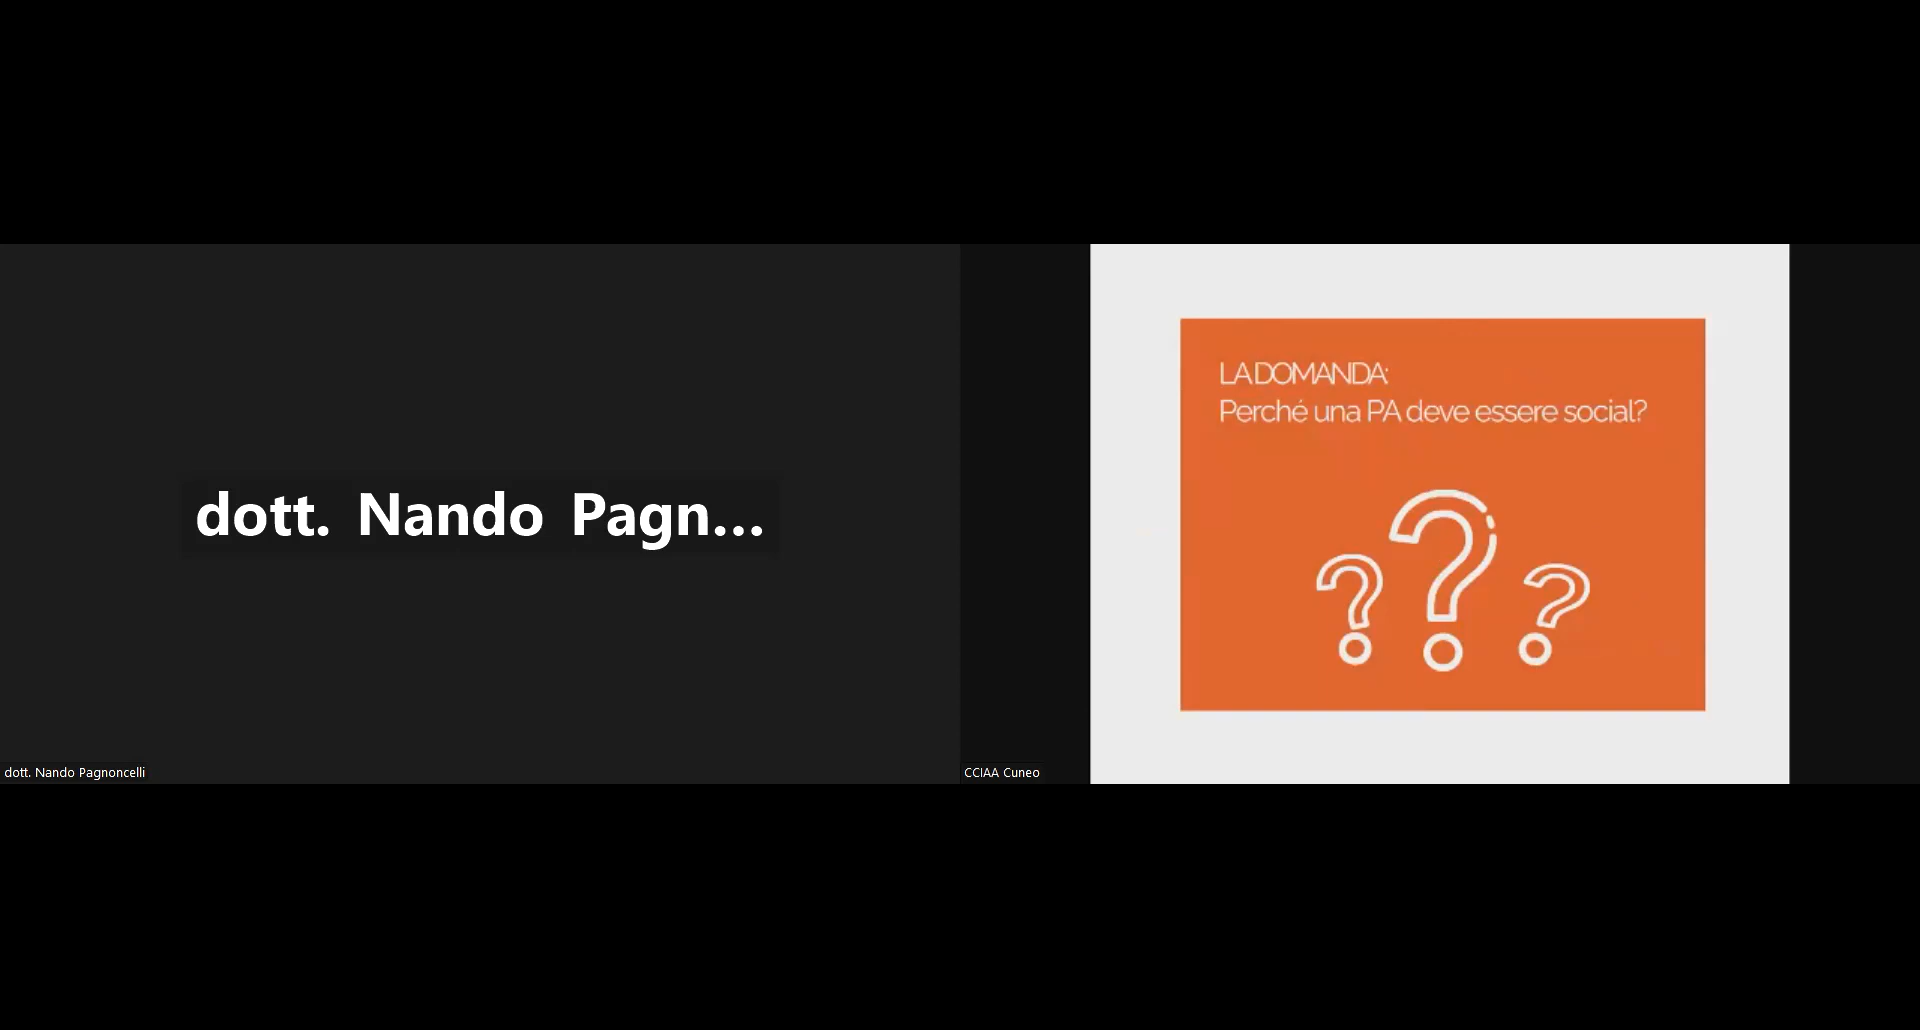 dott. Nando Pagn...
dott. Nando Pagnoncelli
LA DOMANDA:
Perché una PA deve essere social?
? ? ?
CCIAA Cuneo